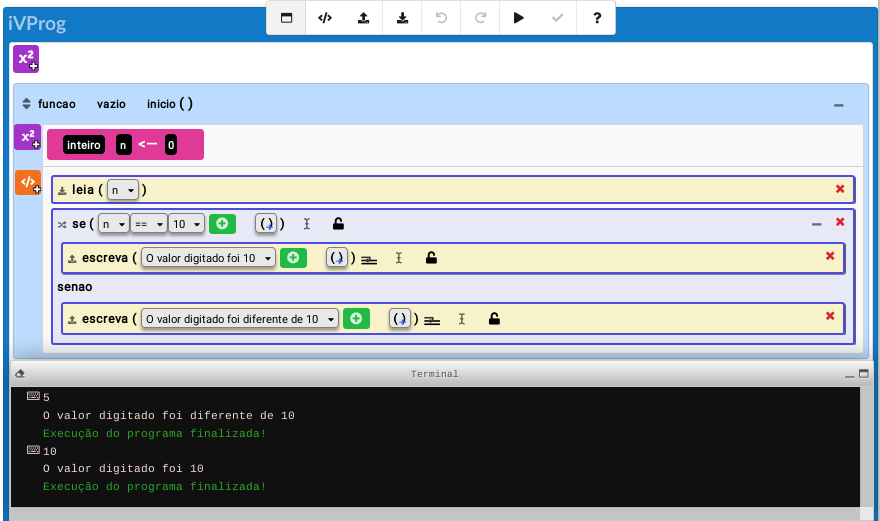 iVProg
</> ?
x²
funcao vazio inicio ( )
x² inteiro n <— 0
</> leia ( n )
se ( n == 10 ( ) )
escreva ( O valor digitado foi 10 ( ) )
senao
escreva ( O valor digitado foi diferente de 10 ( ) )
Terminal
5
O valor digitado foi diferente de 10
Execução do programa finalizada!
10
O valor digitado foi 10
Execução do programa finalizada!